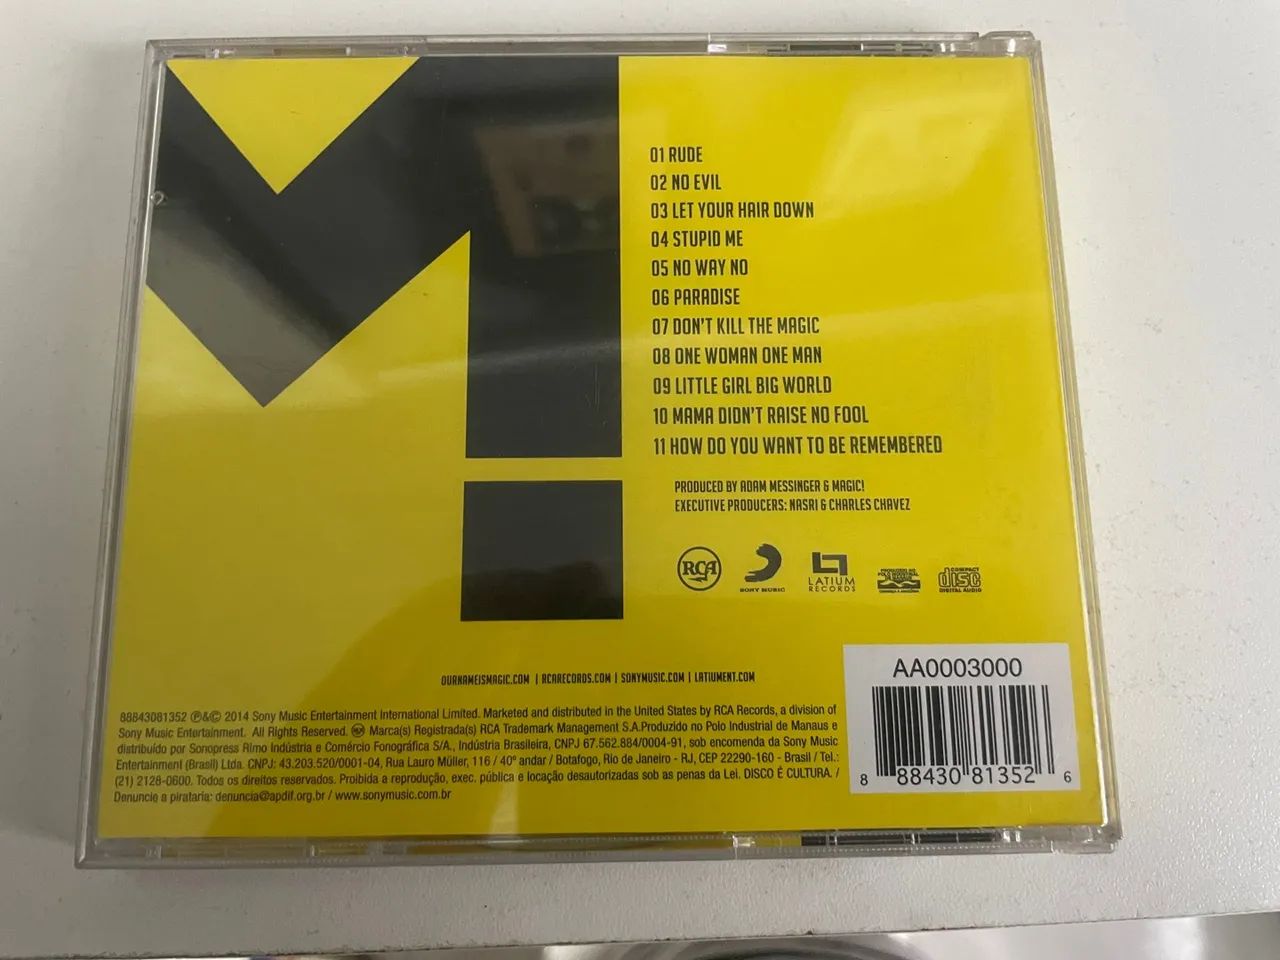 01 RUDE
02 NO EVIL
03 LET YOUR HAIR DOWN
04 STUPID ME
05 NO WAY NO
06 PARADISE
07 DON'T KILL THE MAGIC
08 ONE WOMAN ONE MAN
09 LITTLE GIRL BIG WORLD
10 MAMA DIDN'T RAISE NO FOOL
11 HOW DO YOU WANT TO BE REMEMBERED
PRODUCED BY ADAM MESSINGER & MAGIC!
EXECUTIVE PRODUCERS: NASRI & CHARLES CHAVEZ
RCA
SONY MUSIC
LATIUM
RECORDS
COMPACT
disc
DIGITAL AUDIO
OURNAMEISMAGIC.COM | RCARECORDS.COM | SONYMUSIC.COM | LATIUMENT.COM
88843081352 ℗&© 2014 Sony Music Entertainment International Limited. Marketed and distributed in the United States by RCA Records, a division of
Sony Music Entertainment. All Rights Reserved. Marca(s) Registrada(s) RCA Trademark Management S.A.Produzido no Polo Industrial de Manaus e
distribuído por Sonopress Rimo Indústria e Comércio Fonográfica S/A., Indústria Brasileira, CNPJ 67.562.884/0004-91, sob encomenda da Sony Music
Entertainment (Brasil) Ltda. CNPJ: 43.203.520/0001-04, Rua Lauro Müller, 116 / 40º andar / Botafogo, Rio de Janeiro - RJ, CEP 22290-160 - Brasil / Tel.:
(21) 2128-0600. Todos os direitos reservados. Proibida a reprodução, exec. pública e locação desautorizadas sob as penas da Lei. DISCO É CULTURA. /
Denuncie a pirataria: denuncia@apdif.org.br / www.sonymusic.com.br
AA0003000
8 88430 81352 6